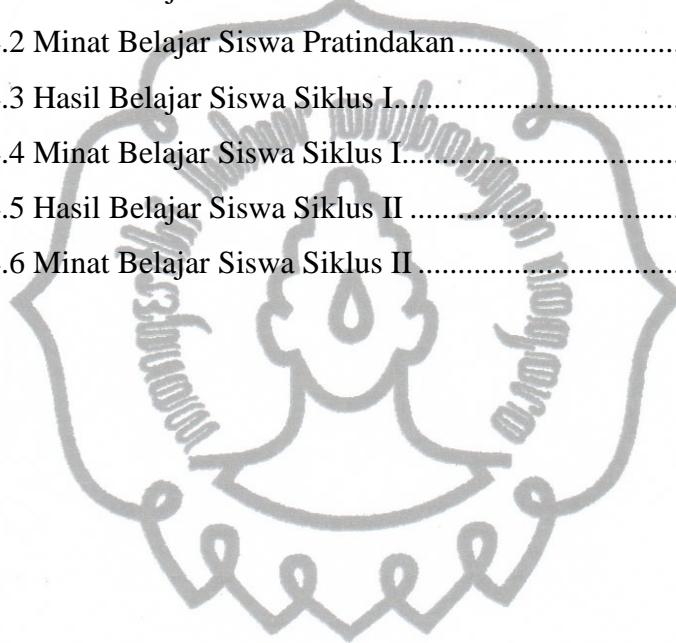 .2 Minat Belajar Siswa Pratindakan.......................
.3 Hasil Belajar Siswa Siklus I..............................
.4 Minat Belajar Siswa Siklus I.............................
.5 Hasil Belajar Siswa Siklus II ............................
.6 Minat Belajar Siswa Siklus II ...........................